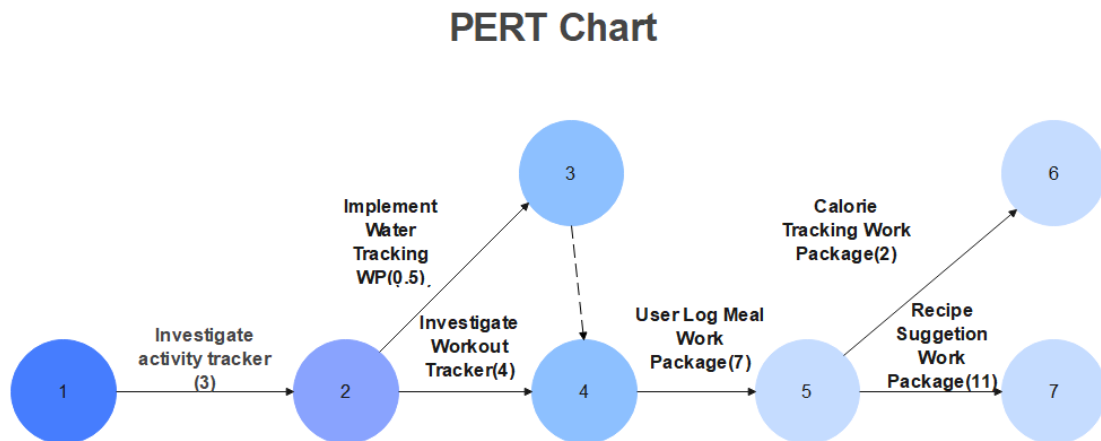 PERT Chart
3
6
Implement
Water
Tracking
WP(0.5)
Calorie
Tracking Work
Package(2)
Investigate
activity tracker
(3)
Investigate
Workout
Tracker(4)
User Log Meal
Work
Package(7)
Recipe
Suggetion
Work
Package(11)
1
2
4
5
7